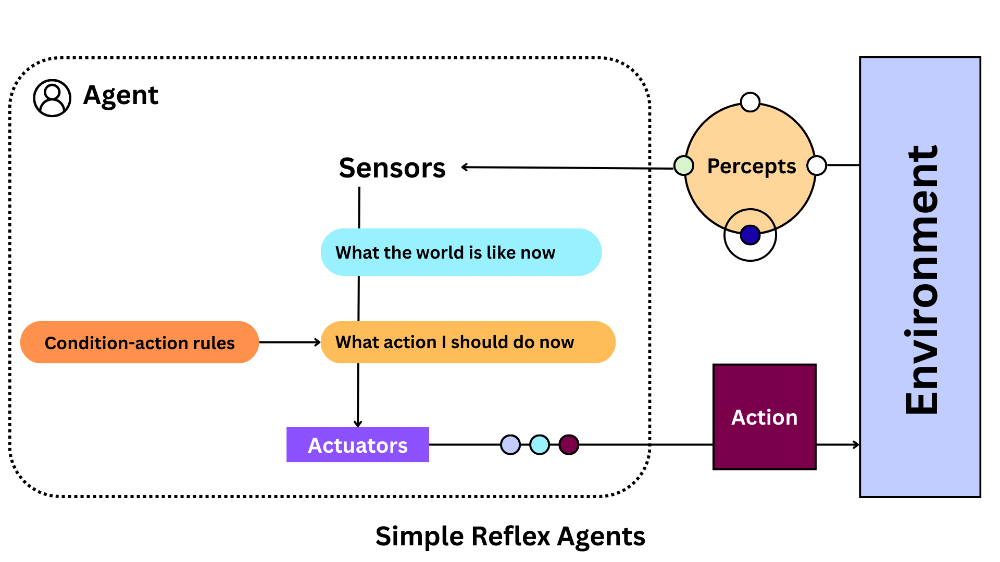 Agent
Sensors
Percepts
What the world is like now
Condition-action rules
What action I should do now
Actuators
Action
Environment
Simple Reflex Agents